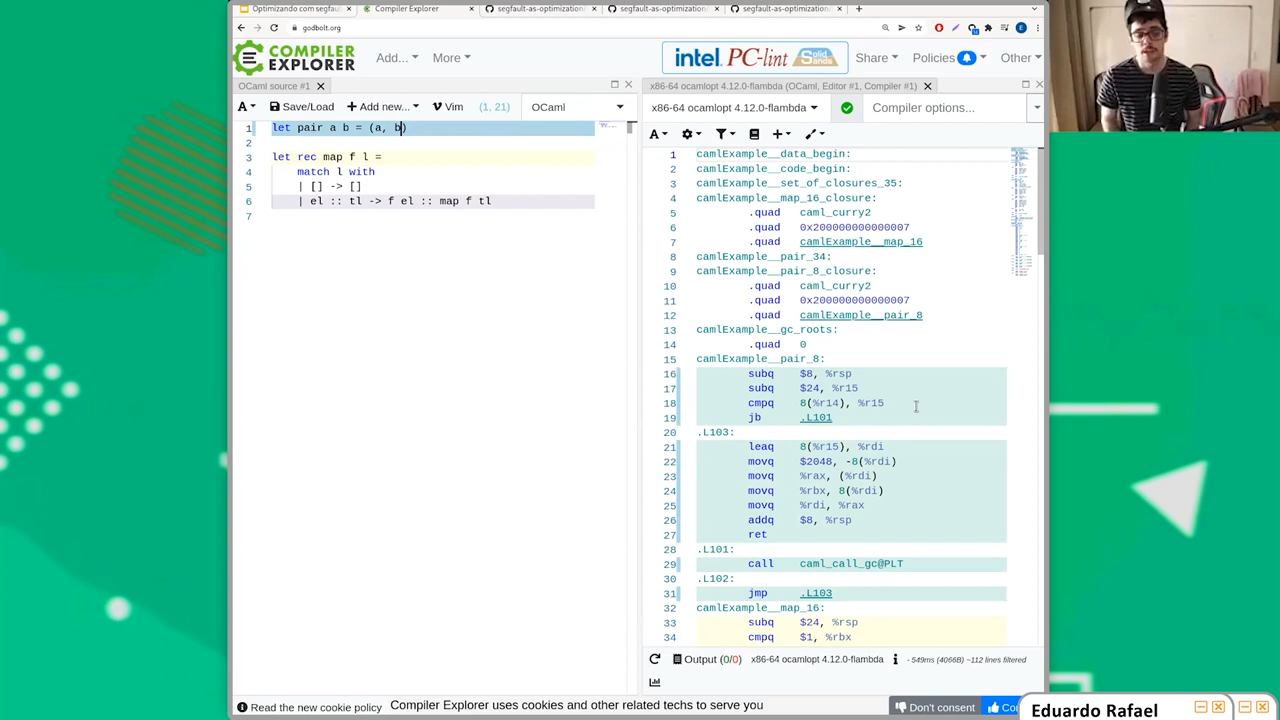 Optimizando com segfau
Compiler Explorer
segfault-as-optimization/
segfault-as-optimization/
segfault-as-optimization/
godbolt.org
COMPILER
EXPLORER
Add...
More
intel PC-lint Solid Sands
Share
Policies
Other
OCaml source #1
x86-64 ocamlopt 4.12.0-flambda (OCaml, Editor #1, Compiler
A
Save/Load
Add new...
Vim
21)
OCaml
x86-64 ocamlopt 4.12.0-flambda
Compiler options...
1 let pair a b = (a, b)
2
3 let rec map f l =
4 match l with
5 | [] -> []
6 | el :: tl -> f el :: map f tl
7
1 camlExample__data_begin:
2 camlExample__code_begin:
3 camlExample__set_of_closures_35:
4 camlExample__map_16_closure:
5 .quad caml_curry2
6 .quad 0x200000000000007
7 .quad camlExample__map_16
8 camlExample__pair_34:
9 camlExample__pair_8_closure:
10 .quad caml_curry2
11 .quad 0x200000000000007
12 .quad camlExample__pair_8
13 camlExample__gc_roots:
14 .quad 0
15 camlExample__pair_8:
16 subq $8, %rsp
17 subq $24, %r15
18 cmpq 8(%r14), %r15
19 jb .L101
20 .L103:
21 leaq 8(%r15), %rdi
22 movq $2048, -8(%rdi)
23 movq %rax, (%rdi)
24 movq %rbx, 8(%rdi)
25 movq %rdi, %rax
26 addq $8, %rsp
27 ret
28 .L101:
29 call caml_call_gc@PLT
30 .L102:
31 jmp .L103
32 camlExample__map_16:
33 subq $24, %rsp
34 cmpq $1, %rbx
Output (0/0) x86-64 ocamlopt 4.12.0-flambda - 549ms (4066B) ~112 lines filtered
Read the new cookie policy Compiler Explorer uses cookies and other related techs to serve you
Don't consent
Eduardo Rafael